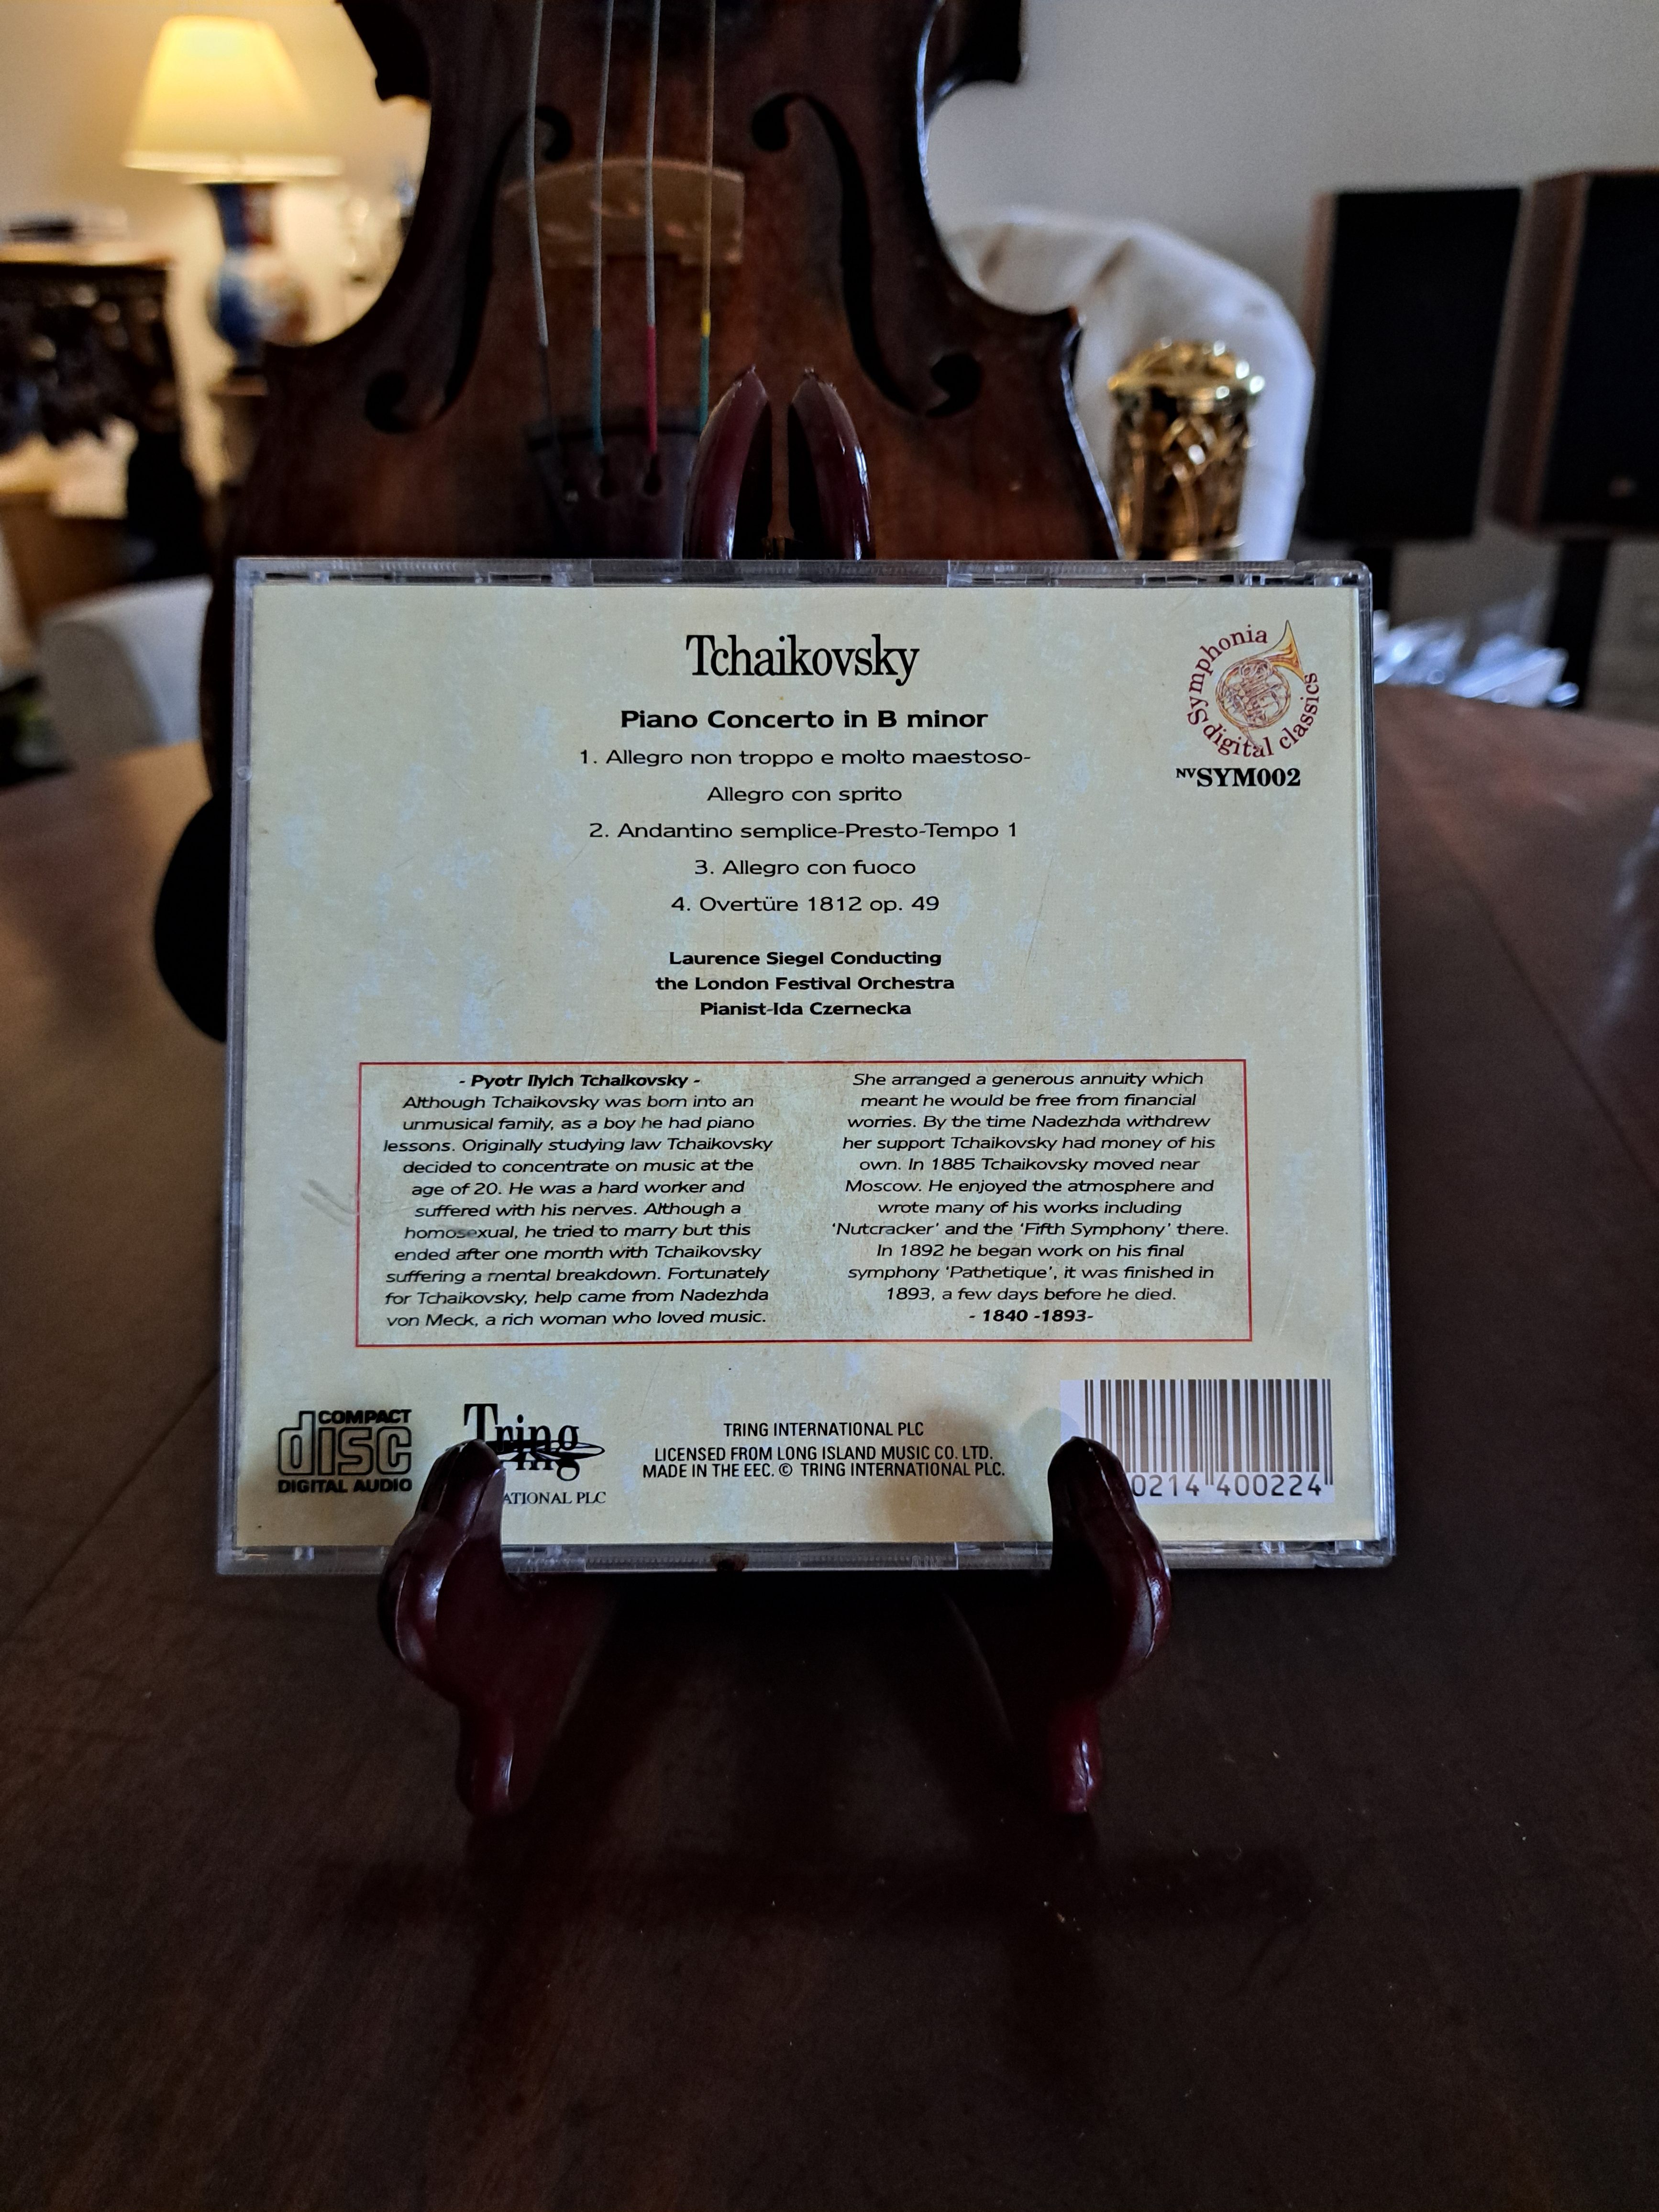 Tchaikovsky
Symphonia
digital classics
NVSYM002
Piano Concerto in B minor
1. Allegro non troppo e molto maestoso-
Allegro con sprito
2. Andantino semplice-Presto-Tempo 1
3. Allegro con fuoco
4. Overtüre 1812 op. 49
Laurence Siegel Conducting
the London Festival Orchestra
Pianist-Ida Czernecka
- Pyotr Ilyich Tchaikovsky -
Although Tchaikovsky was born into an
unmusical family, as a boy he had piano
lessons. Originally studying law Tchaikovsky
decided to concentrate on music at the
age of 20. He was a hard worker and
suffered with his nerves. Although a
homosexual, he tried to marry but this
ended after one month with Tchaikovsky
suffering a mental breakdown. Fortunately
for Tchaikovsky, help came from Nadezhda
von Meck, a rich woman who loved music.
She arranged a generous annuity which
meant he would be free from financial
worries. By the time Nadezhda withdrew
her support Tchaikovsky had money of his
own. In 1885 Tchaikovsky moved near
Moscow. He enjoyed the atmosphere and
wrote many of his works including
'Nutcracker' and the 'Fifth Symphony' there.
In 1892 he began work on his final
symphony 'Pathetique', it was finished in
1893, a few days before he died.
- 1840 -1893-
COMPACT
disc
DIGITAL AUDIO
Tring
ATIONAL PLC
TRING INTERNATIONAL PLC
LICENSED FROM LONG ISLAND MUSIC CO. LTD.
MADE IN THE EEC. © TRING INTERNATIONAL PLC.
0214 400224